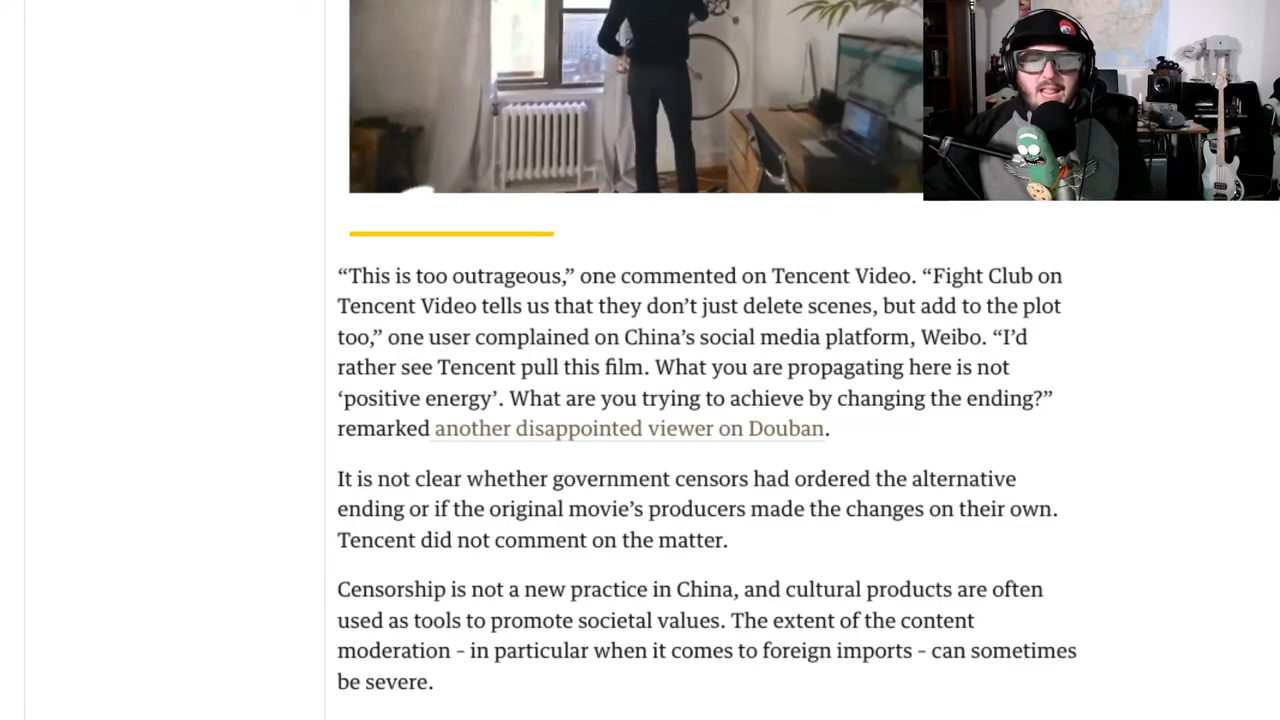 “This is too outrageous,” one commented on Tencent Video. “Fight Club on
Tencent Video tells us that they don’t just delete scenes, but add to the plot
too,” one user complained on China’s social media platform, Weibo. “I’d
rather see Tencent pull this film. What you are propagating here is not
‘positive energy’. What are you trying to achieve by changing the ending?”
remarked another disappointed viewer on Douban.
It is not clear whether government censors had ordered the alternative
ending or if the original movie’s producers made the changes on their own.
Tencent did not comment on the matter.
Censorship is not a new practice in China, and cultural products are often
used as tools to promote societal values. The extent of the content
moderation – in particular when it comes to foreign imports – can sometimes
be severe.